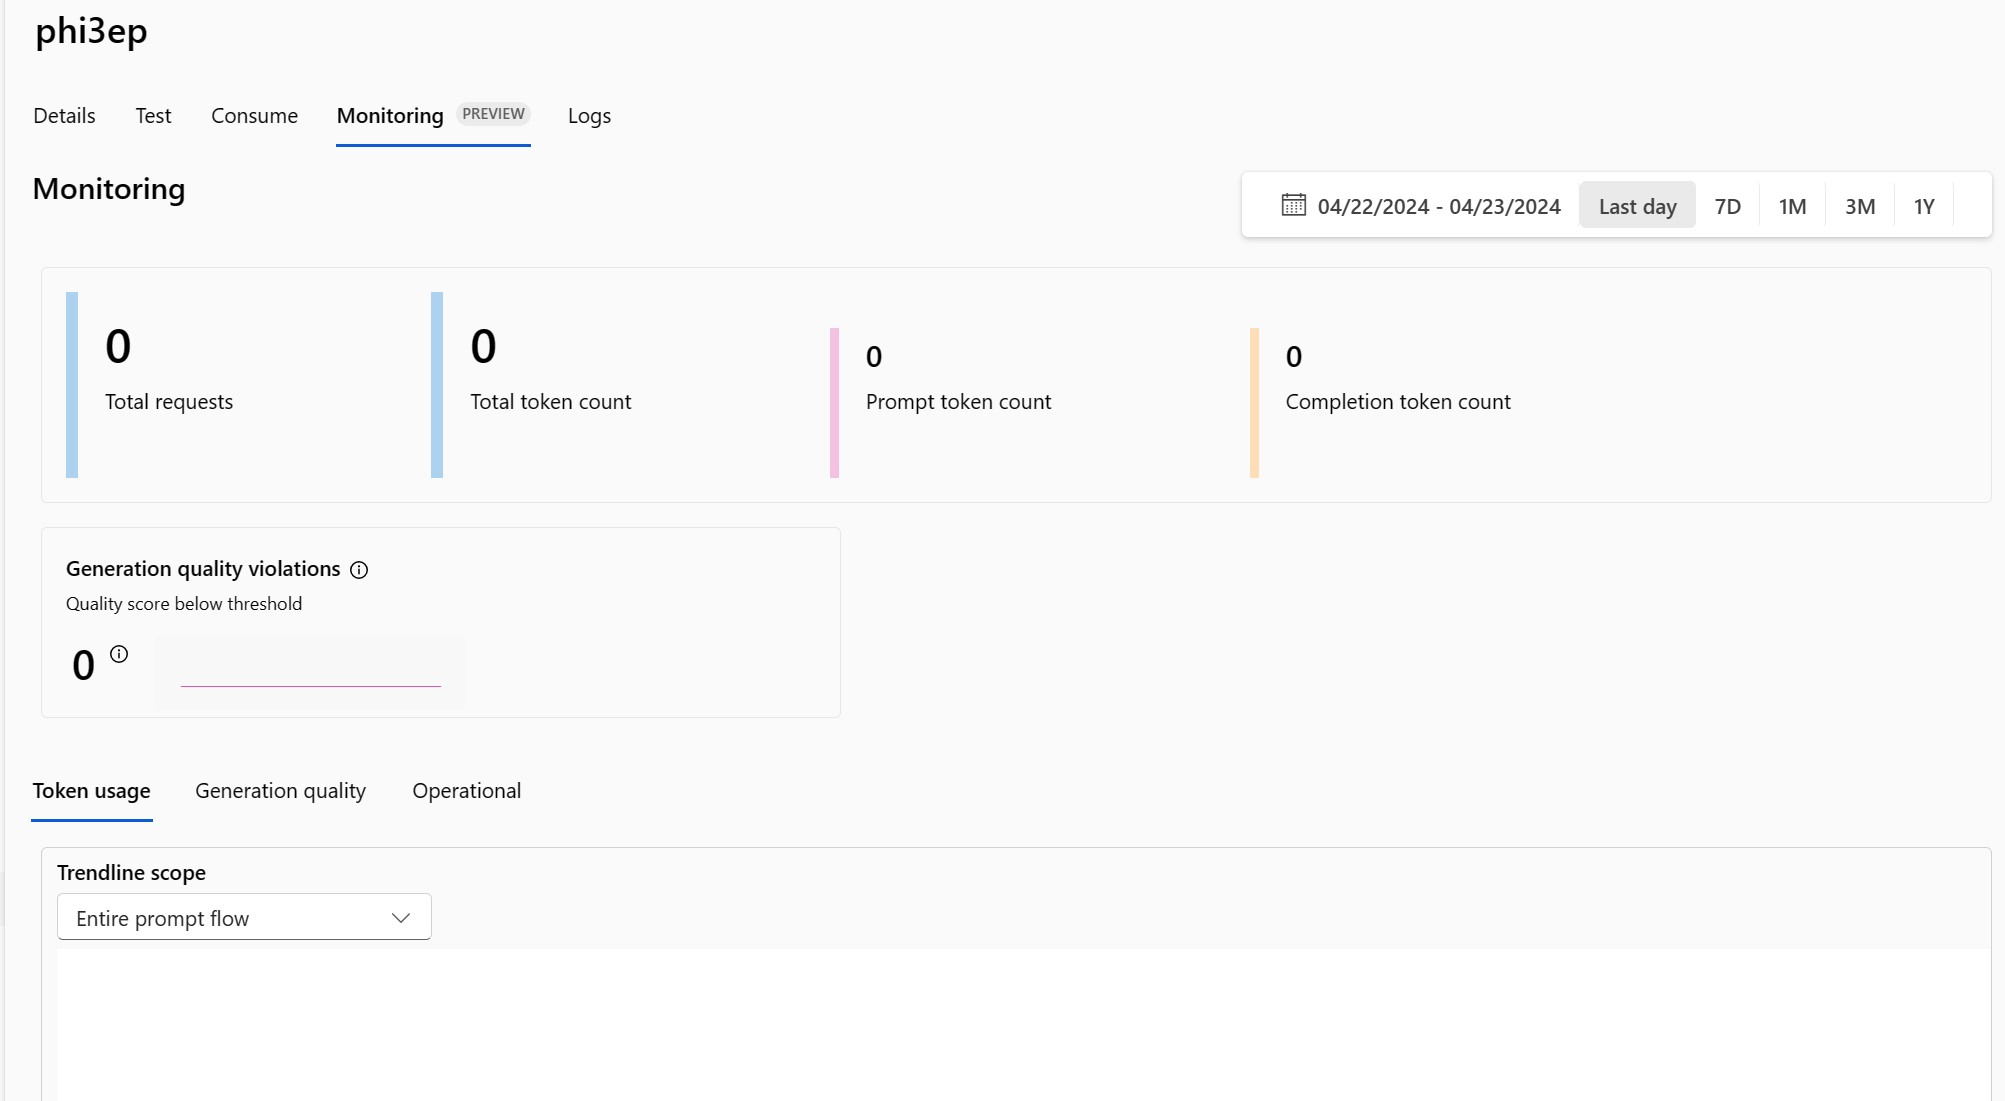 phi3ep
Details Test Consume Monitoring PREVIEW Logs
Monitoring
04/22/2024 - 04/23/2024 Last day 7D 1M 3M 1Y
0 0 0 0
Total requests Total token count Prompt token count Completion token count
Generation quality violations
Quality score below threshold
0
Token usage Generation quality Operational
Trendline scope
Entire prompt flow